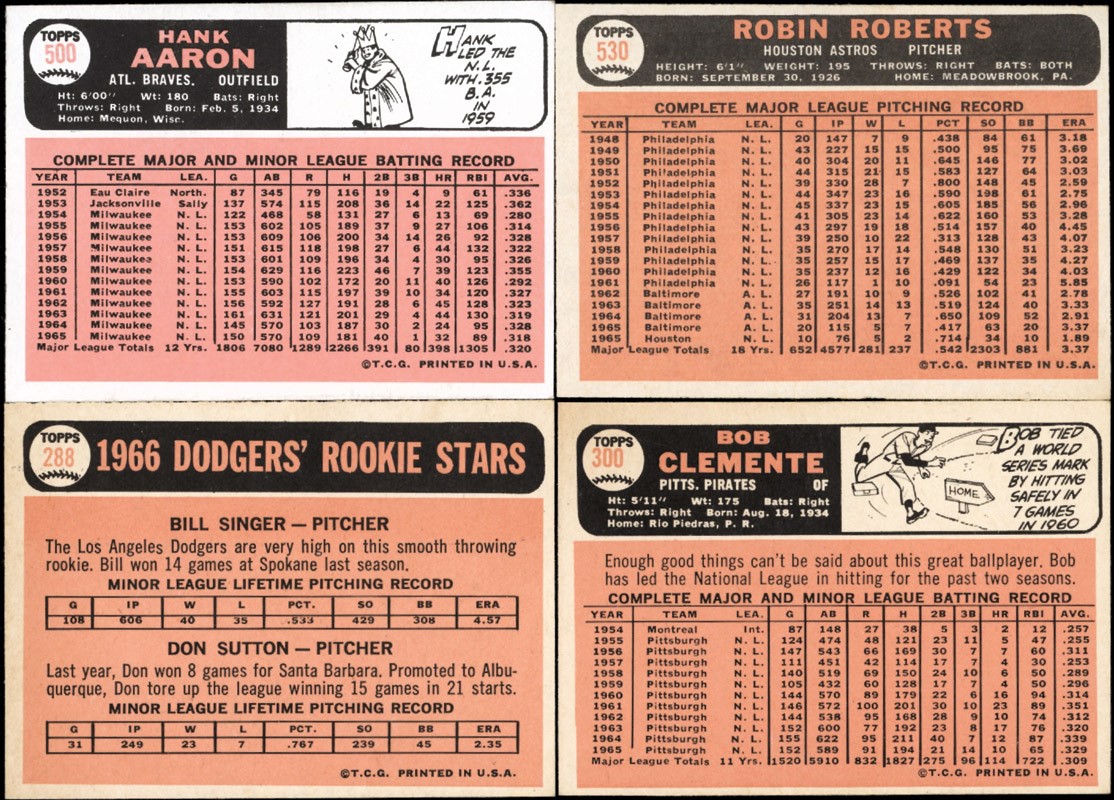 TOPPS
500
HANK
AARON
ATL. BRAVES. OUTFIELD
Ht: 6'00" Wt: 180 Bats: Right
Throws: Right Born: Feb. 5, 1934
Home: Mequon, Wisc.
HANK
LED THE
N.L.
WITH .355
B.A.
IN
1959
COMPLETE MAJOR AND MINOR LEAGUE BATTING RECORD
YEAR TEAM LEA. G AB R H 2B 3B HR RBI AVG.
1952 Eau Claire North. 87 345 79 116 19 4 9 61 .336
1953 Jacksonville Sally 137 574 115 208 36 14 22 125 .362
1954 Milwaukee N. L. 122 468 58 131 27 6 13 69 .280
1955 Milwaukee N. L. 153 602 105 189 37 9 27 106 .314
1956 Milwaukee N. L. 153 609 106 200 34 14 26 92 .328
1957 Milwaukee N. L. 151 615 118 198 27 6 44 132 .322
1958 Milwaukee N. L. 153 601 109 196 34 4 30 95 .326
1959 Milwaukee N. L. 154 629 116 223 46 7 39 123 .355
1960 Milwaukee N. L. 153 590 102 172 20 11 40 126 .292
1961 Milwaukee N. L. 155 603 115 197 39 10 34 120 .327
1962 Milwaukee N. L. 156 592 127 191 28 6 45 128 .323
1963 Milwaukee N. L. 161 631 121 201 29 4 44 130 .319
1964 Milwaukee N. L. 145 570 103 187 30 2 24 95 .328
1965 Milwaukee N. L. 150 570 109 181 40 1 32 89 .318
Major League Totals 12 Yrs. 1806 7080 1289 2266 391 80 398 1305 .320
©T.C.G. PRINTED IN U.S.A.
TOPPS
530
ROBIN ROBERTS
HOUSTON ASTROS PITCHER
HEIGHT: 6'1" WEIGHT: 195 THROWS: RIGHT BATS: BOTH
BORN: SEPTEMBER 30, 1926 HOME: MEADOWBROOK, PA.
COMPLETE MAJOR LEAGUE PITCHING RECORD
YEAR TEAM LEA. G IP W L PCT SO BB ERA
1948 Philadelphia N. L. 20 147 7 9 .438 84 61 3.18
1949 Philadelphia N. L. 43 227 15 15 .500 95 75 3.69
1950 Philadelphia N. L. 40 304 20 11 .645 146 77 3.02
1951 Philadelphia N. L. 44 315 21 15 .583 127 64 3.03
1952 Philadelphia N. L. 39 330 28 7 .800 148 45 2.59
1953 Philadelphia N. L. 44 347 23 16 .590 198 61 2.75
1954 Philadelphia N. L. 45 337 23 15 .605 185 56 2.96
1955 Philadelphia N. L. 41 305 23 14 .622 160 53 3.28
1956 Philadelphia N. L. 43 297 19 18 .514 157 40 4.45
1957 Philadelphia N. L. 39 250 10 22 .313 128 43 4.07
1958 Philadelphia N. L. 35 270 17 14 .548 130 51 3.23
1959 Philadelphia N. L. 35 257 15 17 .469 137 35 4.27
1960 Philadelphia N. L. 35 237 12 16 .429 122 34 4.03
1961 Philadelphia N. L. 26 117 1 10 .091 54 23 5.85
1962 Baltimore A. L. 27 191 10 9 .526 102 41 2.78
1963 Baltimore A. L. 35 251 14 13 .519 124 40 3.33
1964 Baltimore A. L. 31 204 13 7 .650 109 52 2.91
1965 Baltimore A. L. 20 115 5 7 .417 63 20 3.37
1965 Houston N. L. 10 76 5 2 .714 34 10 1.89
Major League Totals 18 Yrs. 652 4577 281 237 .542 2303 881 3.37
©T.C.G. PRINTED IN U.S.A.
TOPPS
288
1966 DODGERS' ROOKIE STARS
BILL SINGER — PITCHER
The Los Angeles Dodgers are very high on this smooth throwing
rookie. Bill won 14 games at Spokane last season.
MINOR LEAGUE LIFETIME PITCHING RECORD
G IP W L PCT. SO BB ERA
108 606 40 35 .533 429 308 4.57
DON SUTTON — PITCHER
Last year, Don won 8 games for Santa Barbara. Promoted to Albu-
querque, Don tore up the league winning 15 games in 21 starts.
MINOR LEAGUE LIFETIME PITCHING RECORD
G IP W L PCT. SO BB ERA
31 249 23 7 .767 239 45 2.35
©T.C.G. PRINTED IN U.S.A.
TOPPS
300
BOB
CLEMENTE
PITTS. PIRATES OF
Ht: 5'11" Wt: 175 Bats: Right
Throws: Right Born: Aug. 18, 1934
Home: Rio Piedras, P. R.
HOME
BOB TIED
A WORLD
SERIES MARK
BY HITTING
SAFELY IN
7 GAMES
IN 1960
Enough good things can't be said about this great ballplayer. Bob
has led the National League in hitting for the past two seasons.
COMPLETE MAJOR AND MINOR LEAGUE BATTING RECORD
YEAR TEAM LEA. G AB R H 2B 3B HR RBI AVG.
1954 Montreal Int. 87 148 27 38 5 3 2 12 .257
1955 Pittsburgh N. L. 124 474 48 121 23 11 5 47 .255
1956 Pittsburgh N. L. 147 543 66 169 30 7 7 60 .311
1957 Pittsburgh N. L. 111 451 42 114 17 7 4 30 .253
1958 Pittsburgh N. L. 140 519 69 150 24 10 6 50 .289
1959 Pittsburgh N. L. 105 432 60 128 17 7 4 50 .296
1960 Pittsburgh N. L. 144 570 89 179 22 6 16 94 .314
1961 Pittsburgh N. L. 146 572 100 201 30 10 23 89 .351
1962 Pittsburgh N. L. 144 538 95 168 28 9 10 74 .312
1963 Pittsburgh N. L. 152 600 77 192 23 8 17 76 .320
1964 Pittsburgh N. L. 155 622 95 211 40 7 12 87 .339
1965 Pittsburgh N. L. 152 589 91 194 21 14 10 65 .329
Major League Totals 11 Yrs. 1520 5910 832 1827 275 96 114 722 .309
©T.C.G. PRINTED IN U.S.A.